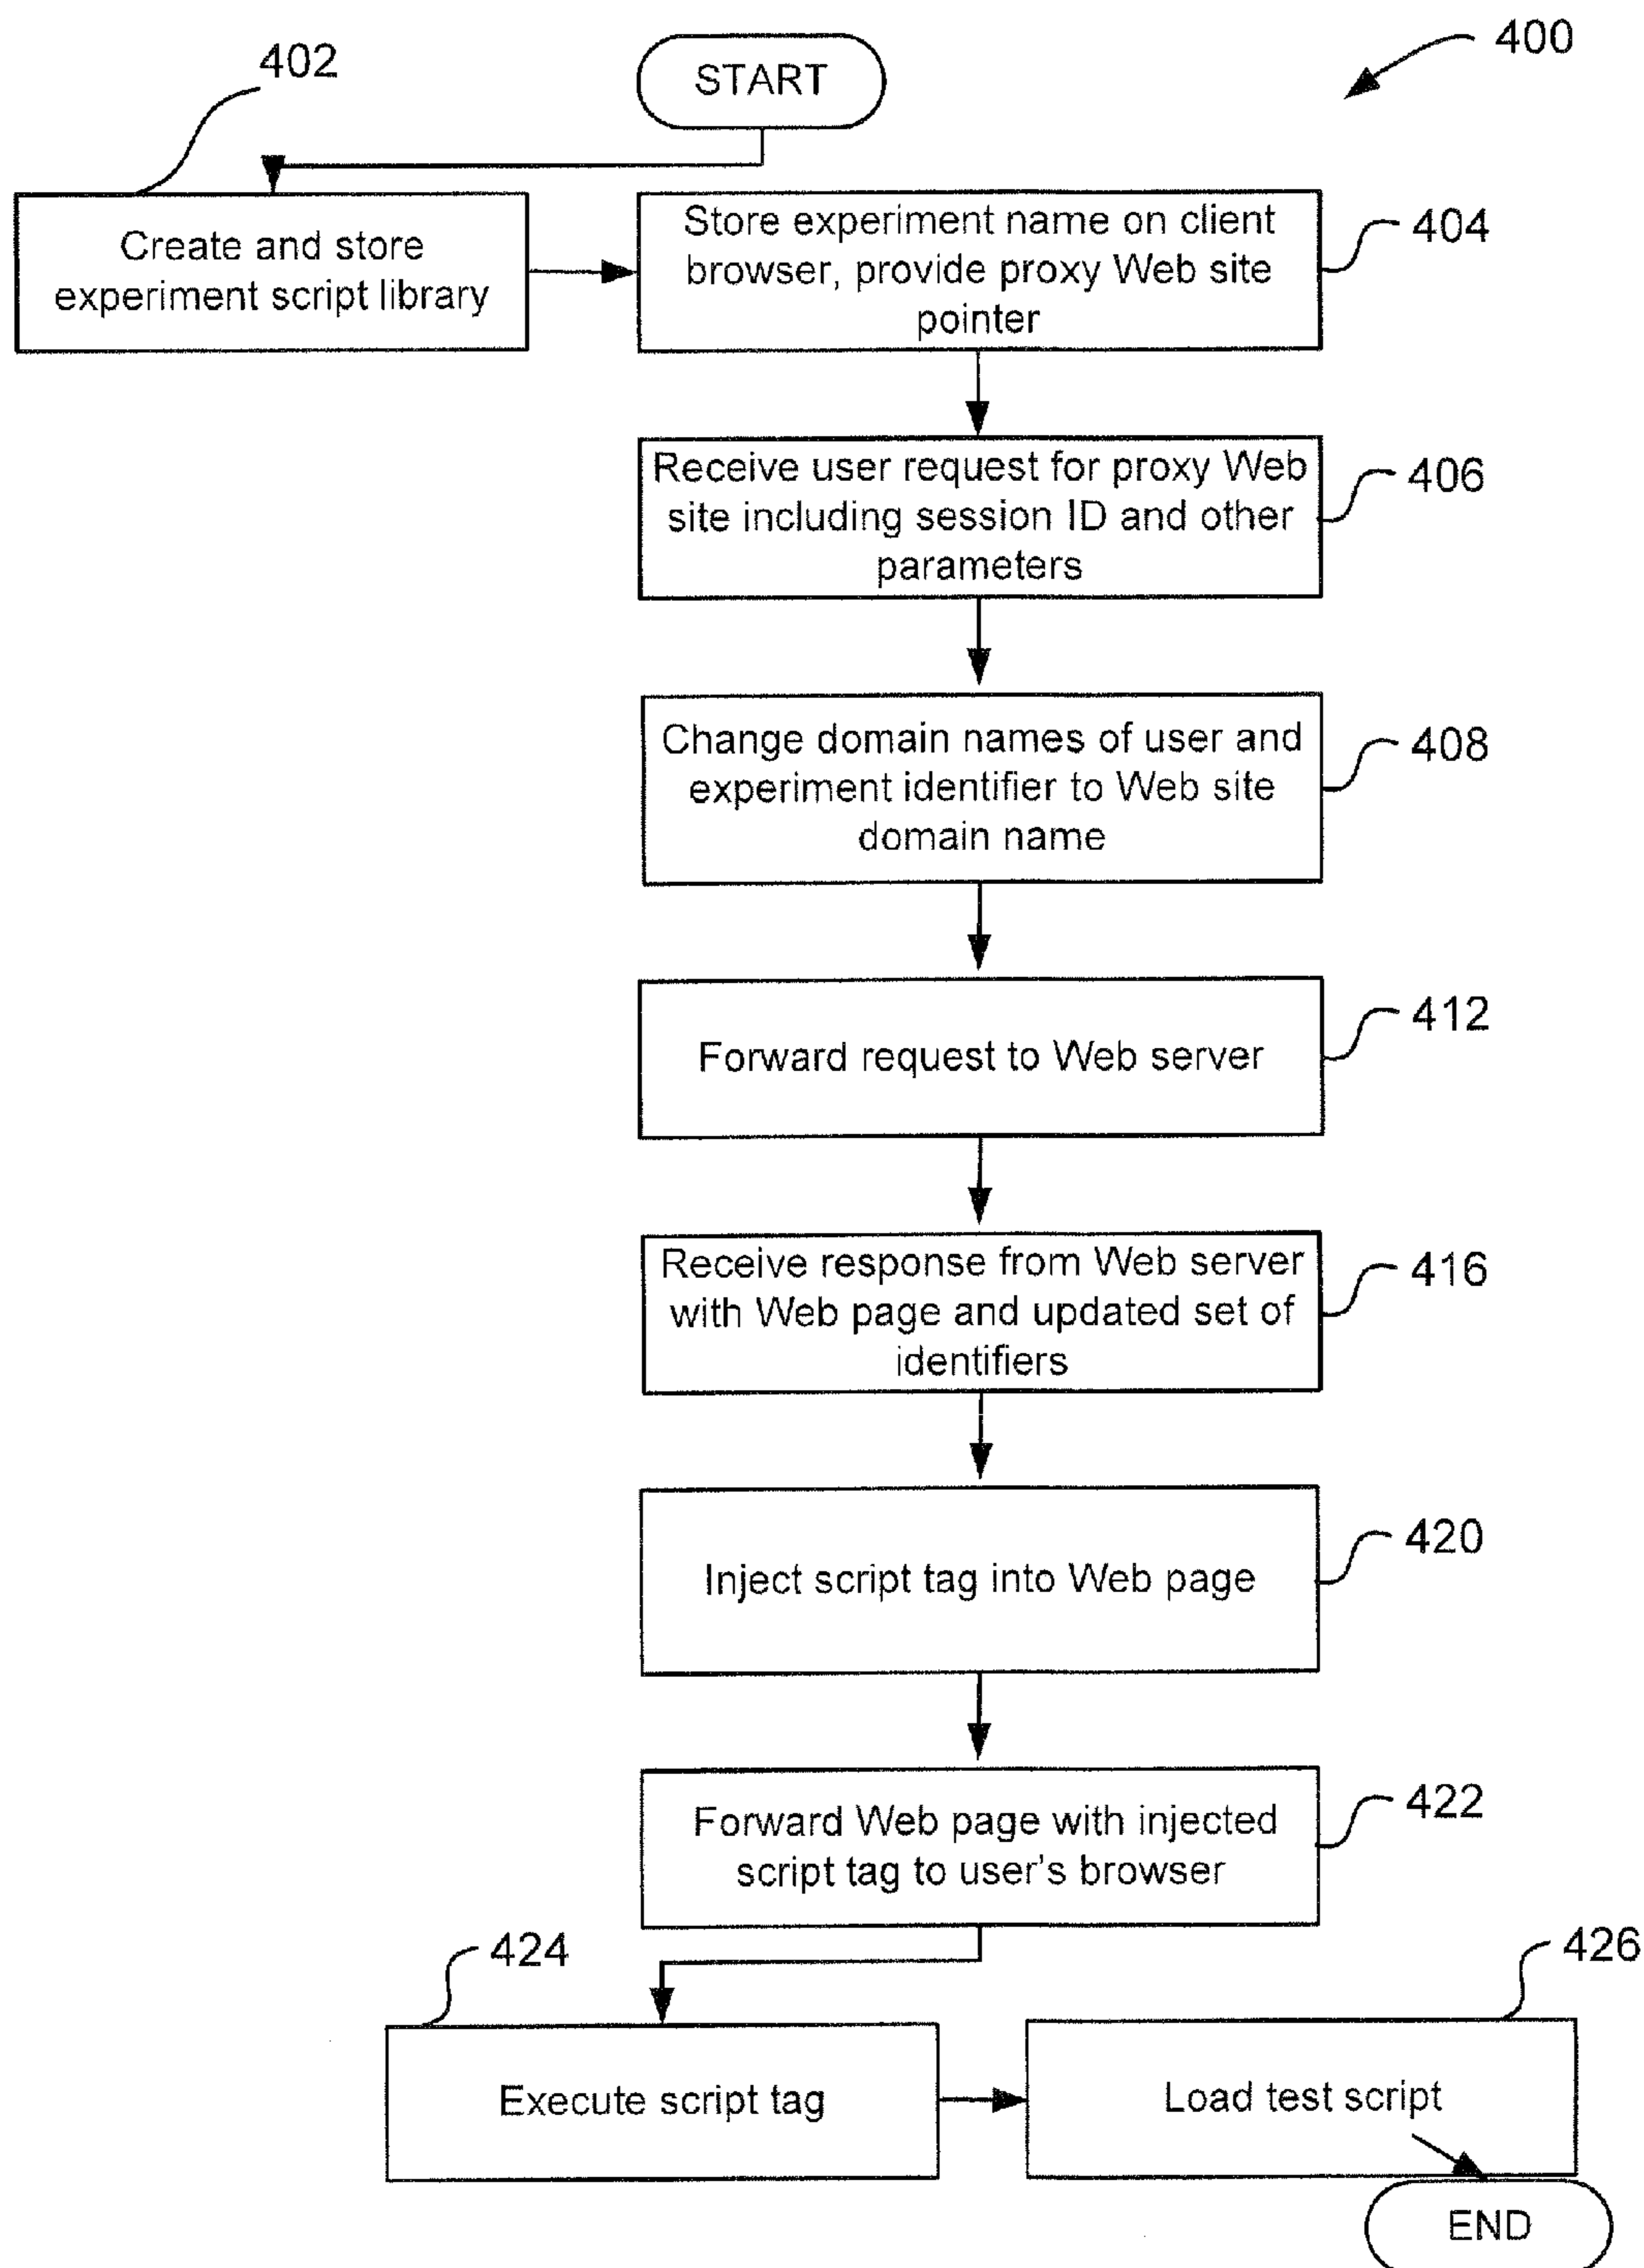 400
402
START
Create and store
experiment script library
Store experiment name on client
browser, provide proxy Web site
pointer
404
Receive user request for proxy Web
site including session ID and other
parameters
406
Change domain names of user and
experiment identifier to Web site
domain name
408
Forward request to Web server
412
Receive response from Web server
with Web page and updated set of
identifiers
416
Inject script tag into Web page
420
Forward Web page with injected
script tag to user's browser
422
424
Execute script tag
426
Load test script
END